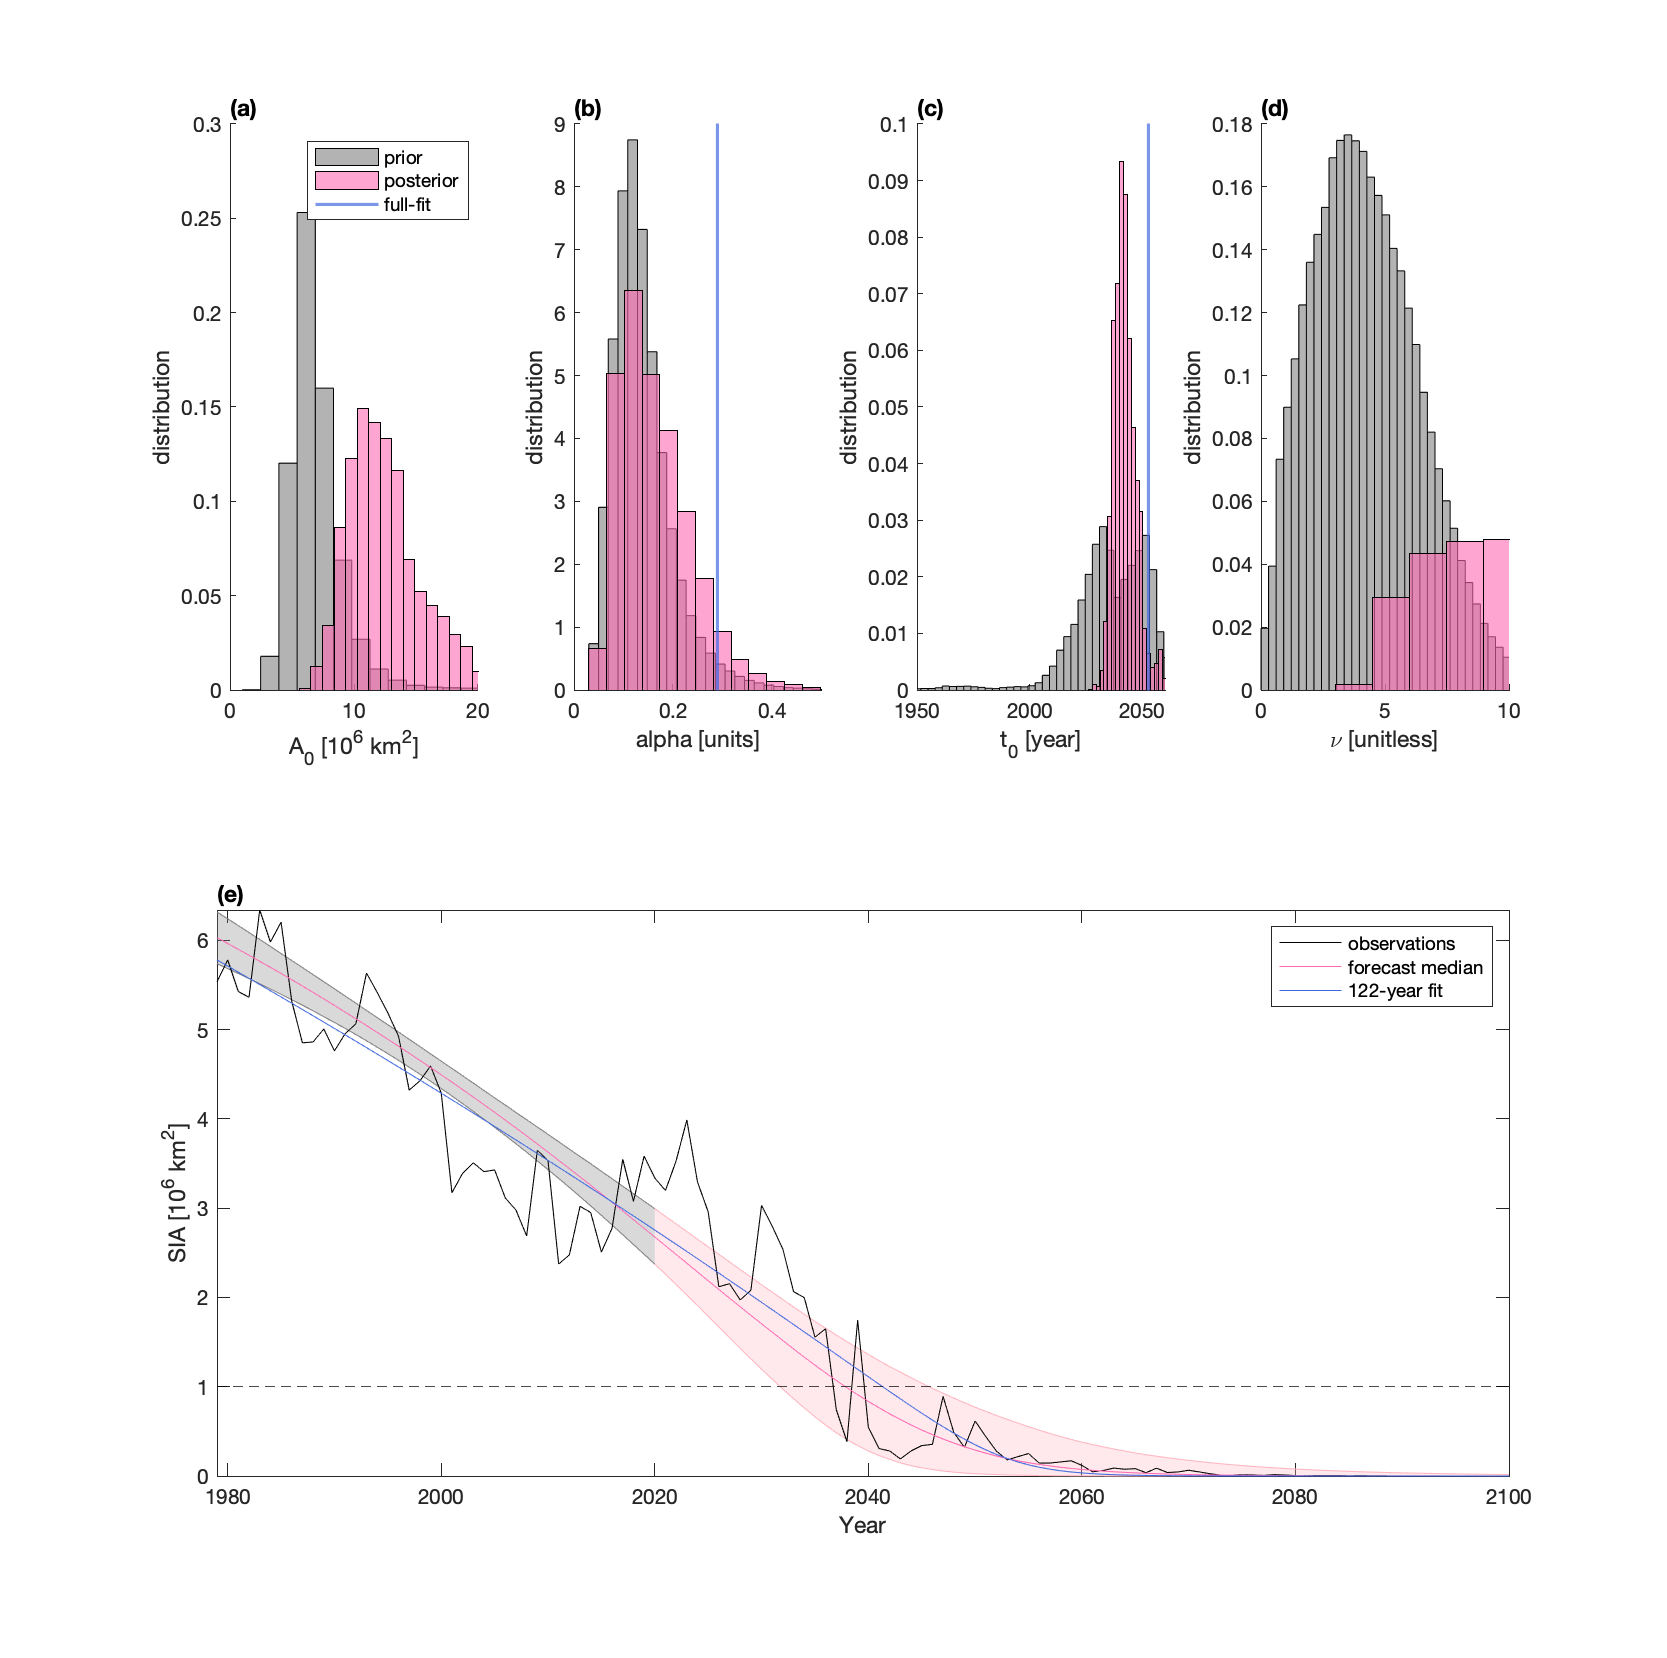 (a)
0.3
0.25
0.2
0.15
0.1
0.05
0
0 10 20
distribution
A0 [10^6 km^2]
prior
posterior
full-fit
(b)
9
8
7
6
5
4
3
2
1
0
0 0.2 0.4
distribution
alpha [units]
(c)
0.1
0.09
0.08
0.07
0.06
0.05
0.04
0.03
0.02
0.01
0
1950 2000 2050
distribution
t0 [year]
(d)
0.18
0.16
0.14
0.12
0.1
0.08
0.06
0.04
0.02
0
0 5 10
distribution
ν [unitless]
(e)
6
5
4
3
2
1
0
SIA [10^6 km^2]
observations
forecast median
122-year fit
1980 2000 2020 2040 2060 2080 2100
Year